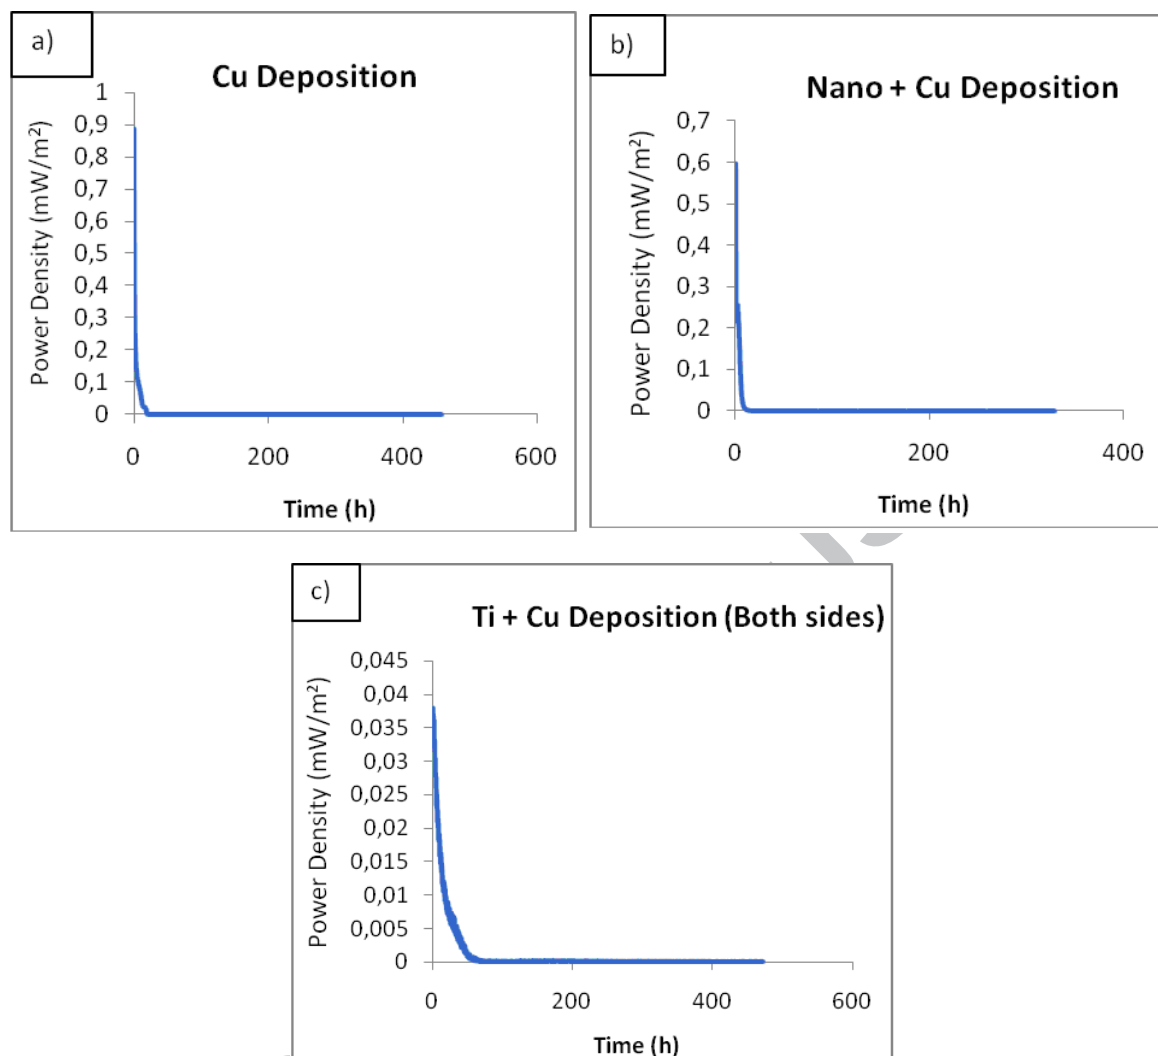 a)
Cu Deposition
Power Density (mW/m²)
1
0,9
0,8
0,7
0,6
0,5
0,4
0,3
0,2
0,1
0
0 200 400 600
Time (h)
b)
Nano + Cu Deposition
Power Density (mW/m²)
0,7
0,6
0,5
0,4
0,3
0,2
0,1
0
0 200 400
Time (h)
c)
Ti + Cu Deposition (Both sides)
Power Density (mW/m²)
0,045
0,04
0,035
0,03
0,025
0,02
0,015
0,01
0,005
0
0 200 400 600
Time (h)